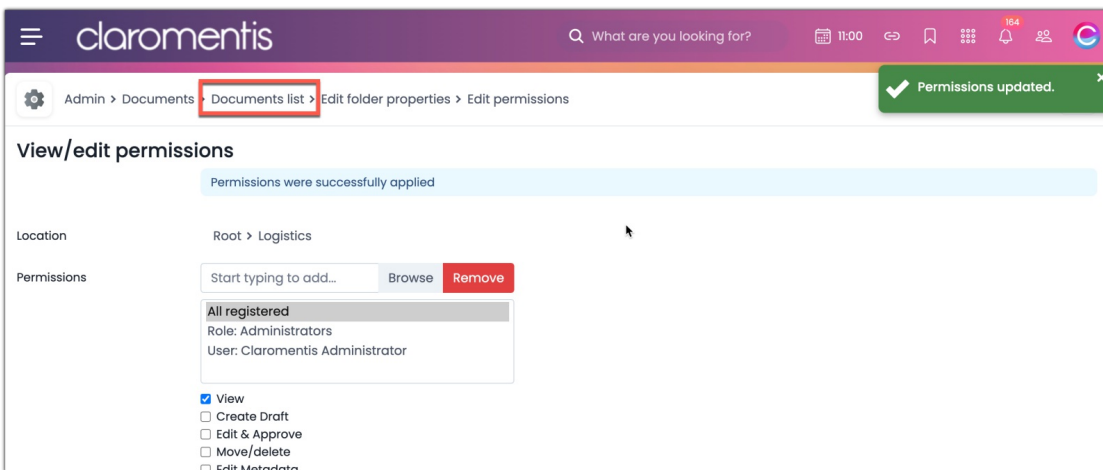 claromentis
What are you looking for?
11:00
164
Admin > Documents > Documents list > Edit folder properties > Edit permissions
Permissions updated.
View/edit permissions
Permissions were successfully applied
Location
Root > Logistics
Permissions
Start typing to add...
Browse
Remove
All registered
Role: Administrators
User: Claromentis Administrator
View
Create Draft
Edit & Approve
Move/delete
Edit Metadata